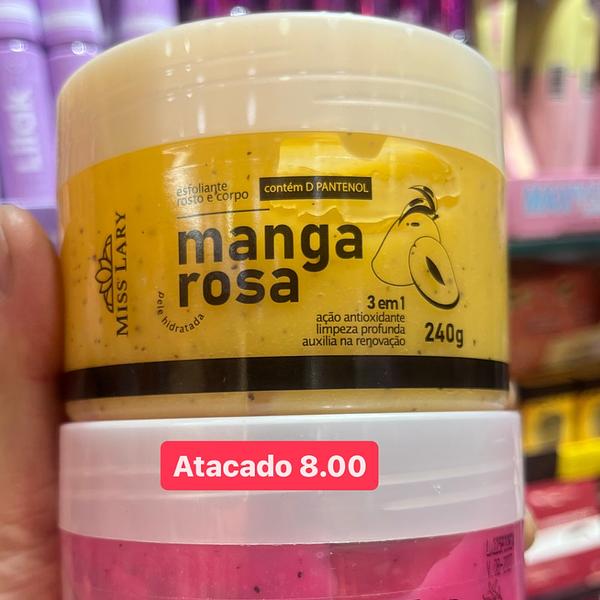 Lilak
esfoliante
rosto e corpo
contém D PANTENOL
manga
rosa
MISS LARY
Pele hidratada
3 em 1
ação antioxidante
limpeza profunda
auxilia na renovação
240g
Atacado 8.00